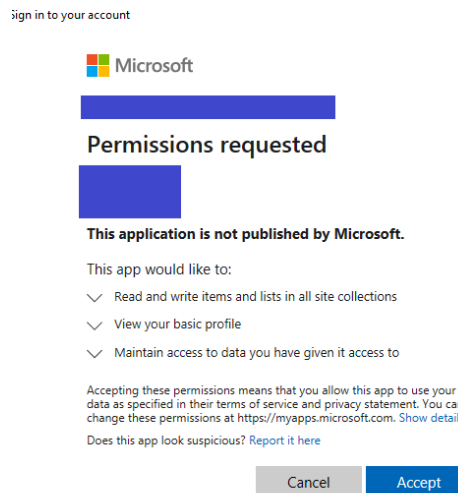 Sign in to your account
Microsoft
Permissions requested
This application is not published by Microsoft.
This app would like to:
Read and write items and lists in all site collections
View your basic profile
Maintain access to data you have given it access to
Accepting these permissions means that you allow this app to use your
data as specified in their terms of service and privacy statement. You ca
change these permissions at https://myapps.microsoft.com. Show detai
Does this app look suspicious? Report it here
Cancel Accept